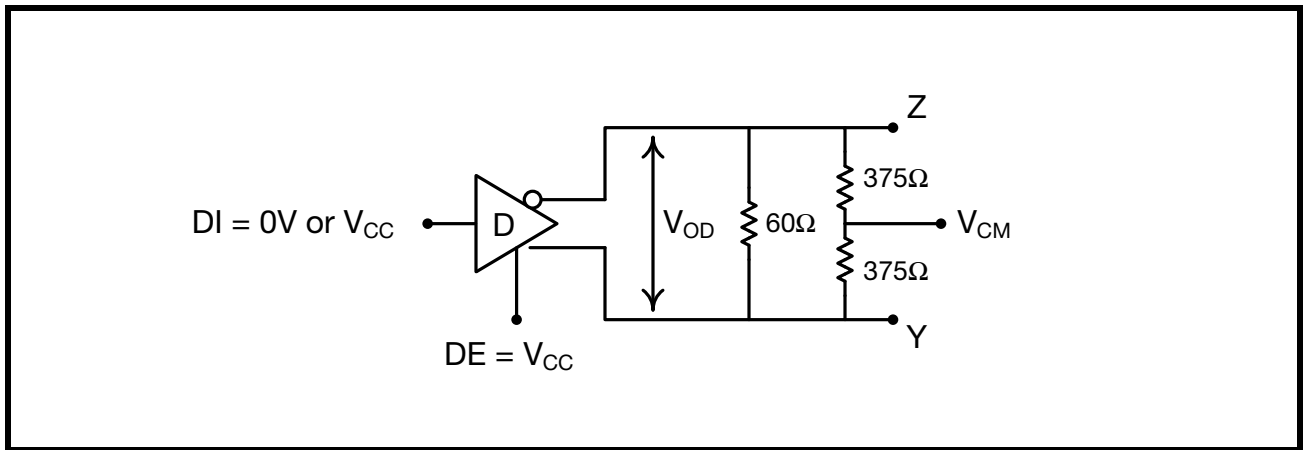 Z
375Ω
DI = 0V or VCC
D
VOD
60Ω
VCM
375Ω
Y
DE = VCC